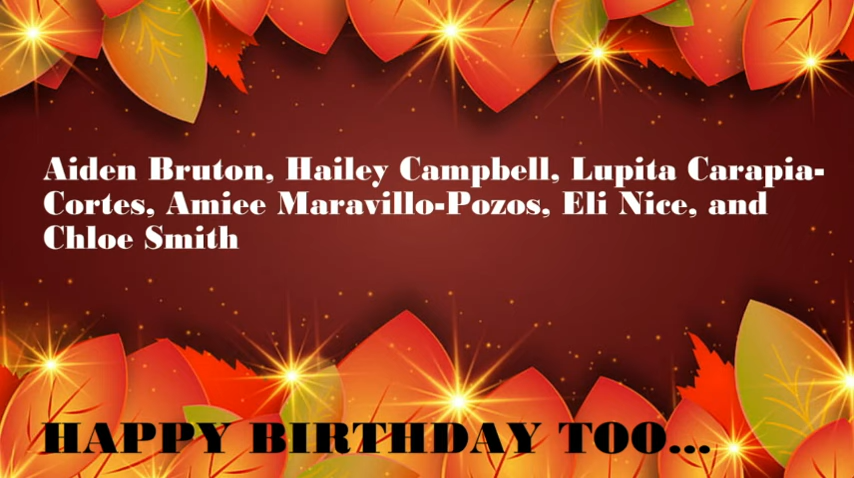 Aiden Bruton, Hailey Campbell, Lupita Carapia-
Cortes, Amiee Maravillo-Pozos, Eli Nice, and
Chloe Smith
HAPPY BIRTHDAY TOO...